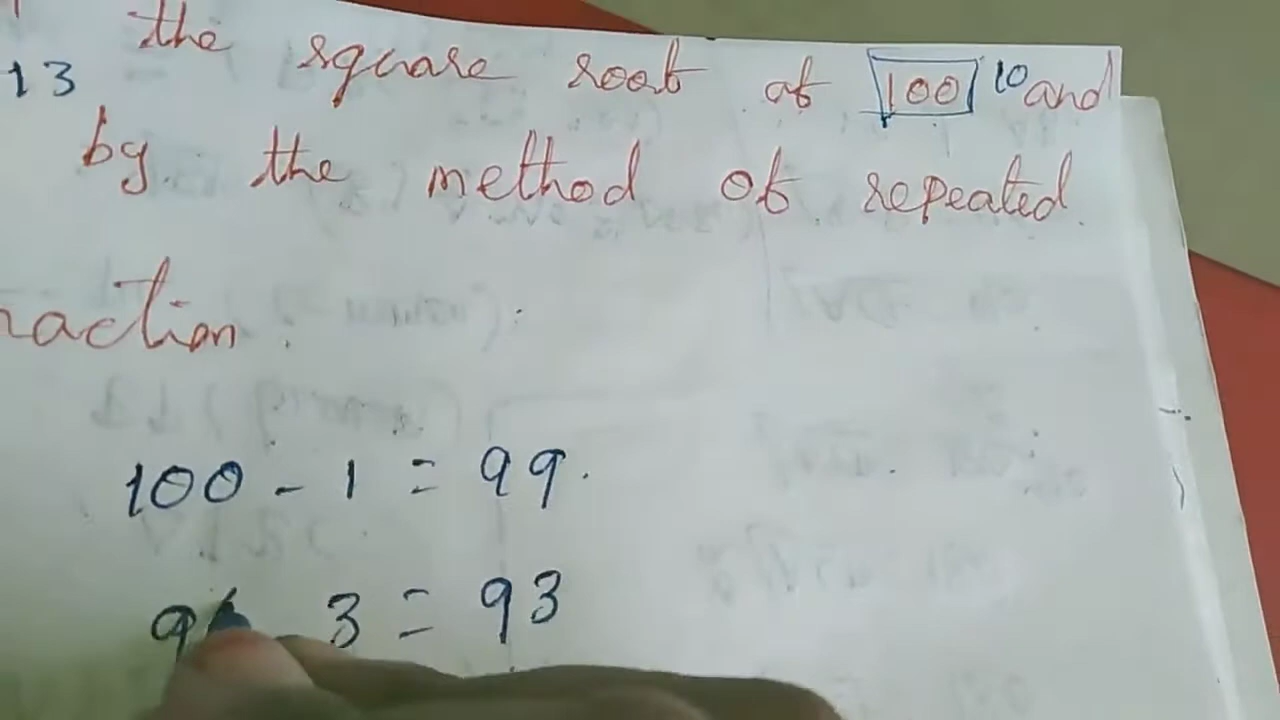 the square root of 100 10 and
13
by the method of repeated
raction :
100 - 1 = 99.
9 3 = 93